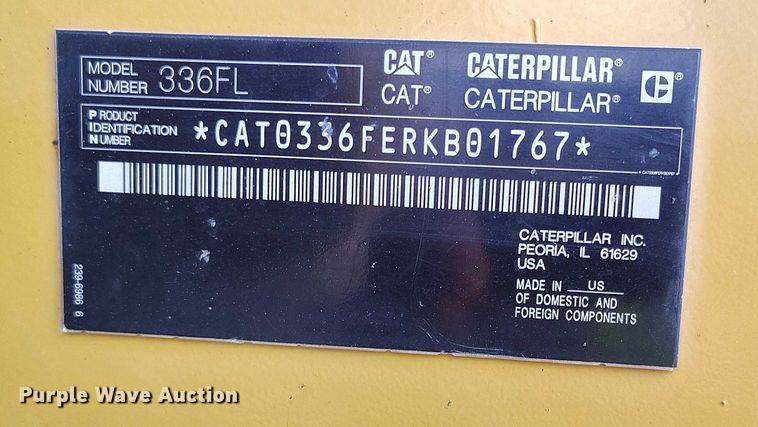 MODEL NUMBER 336FL
CAT® CATERPILLAR®
CAT® CATERPILLAR®
PRODUCT IDENTIFICATION NUMBER *CAT0336FERKB01767*
CATERPILLAR INC.
PEORIA, IL 61629
USA
MADE IN US
OF DOMESTIC AND
FOREIGN COMPONENTS
239-6986 6
Purple Wave Auction